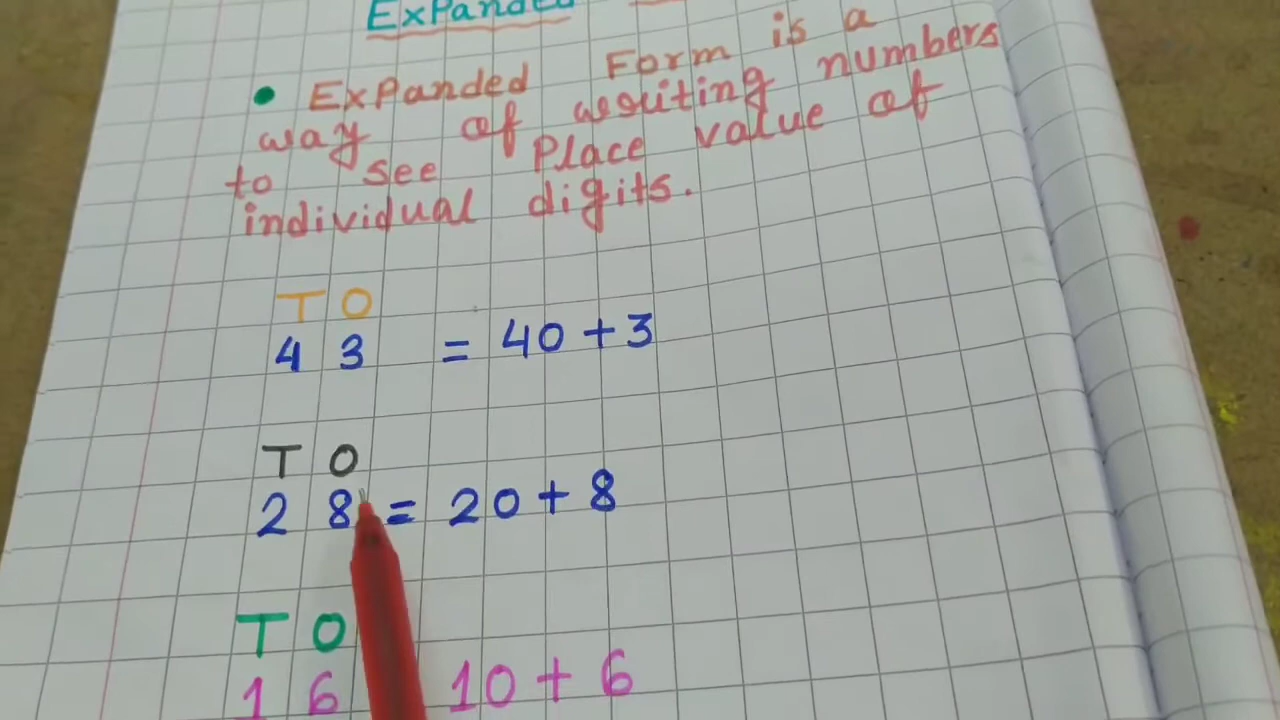 Expanded
• Expanded Form is a
way of writing numbers
to see Place value of
individual digits.
T O
4 3 = 40 + 3
T O
2 8 = 20 + 8
T O
1 6 10 + 6